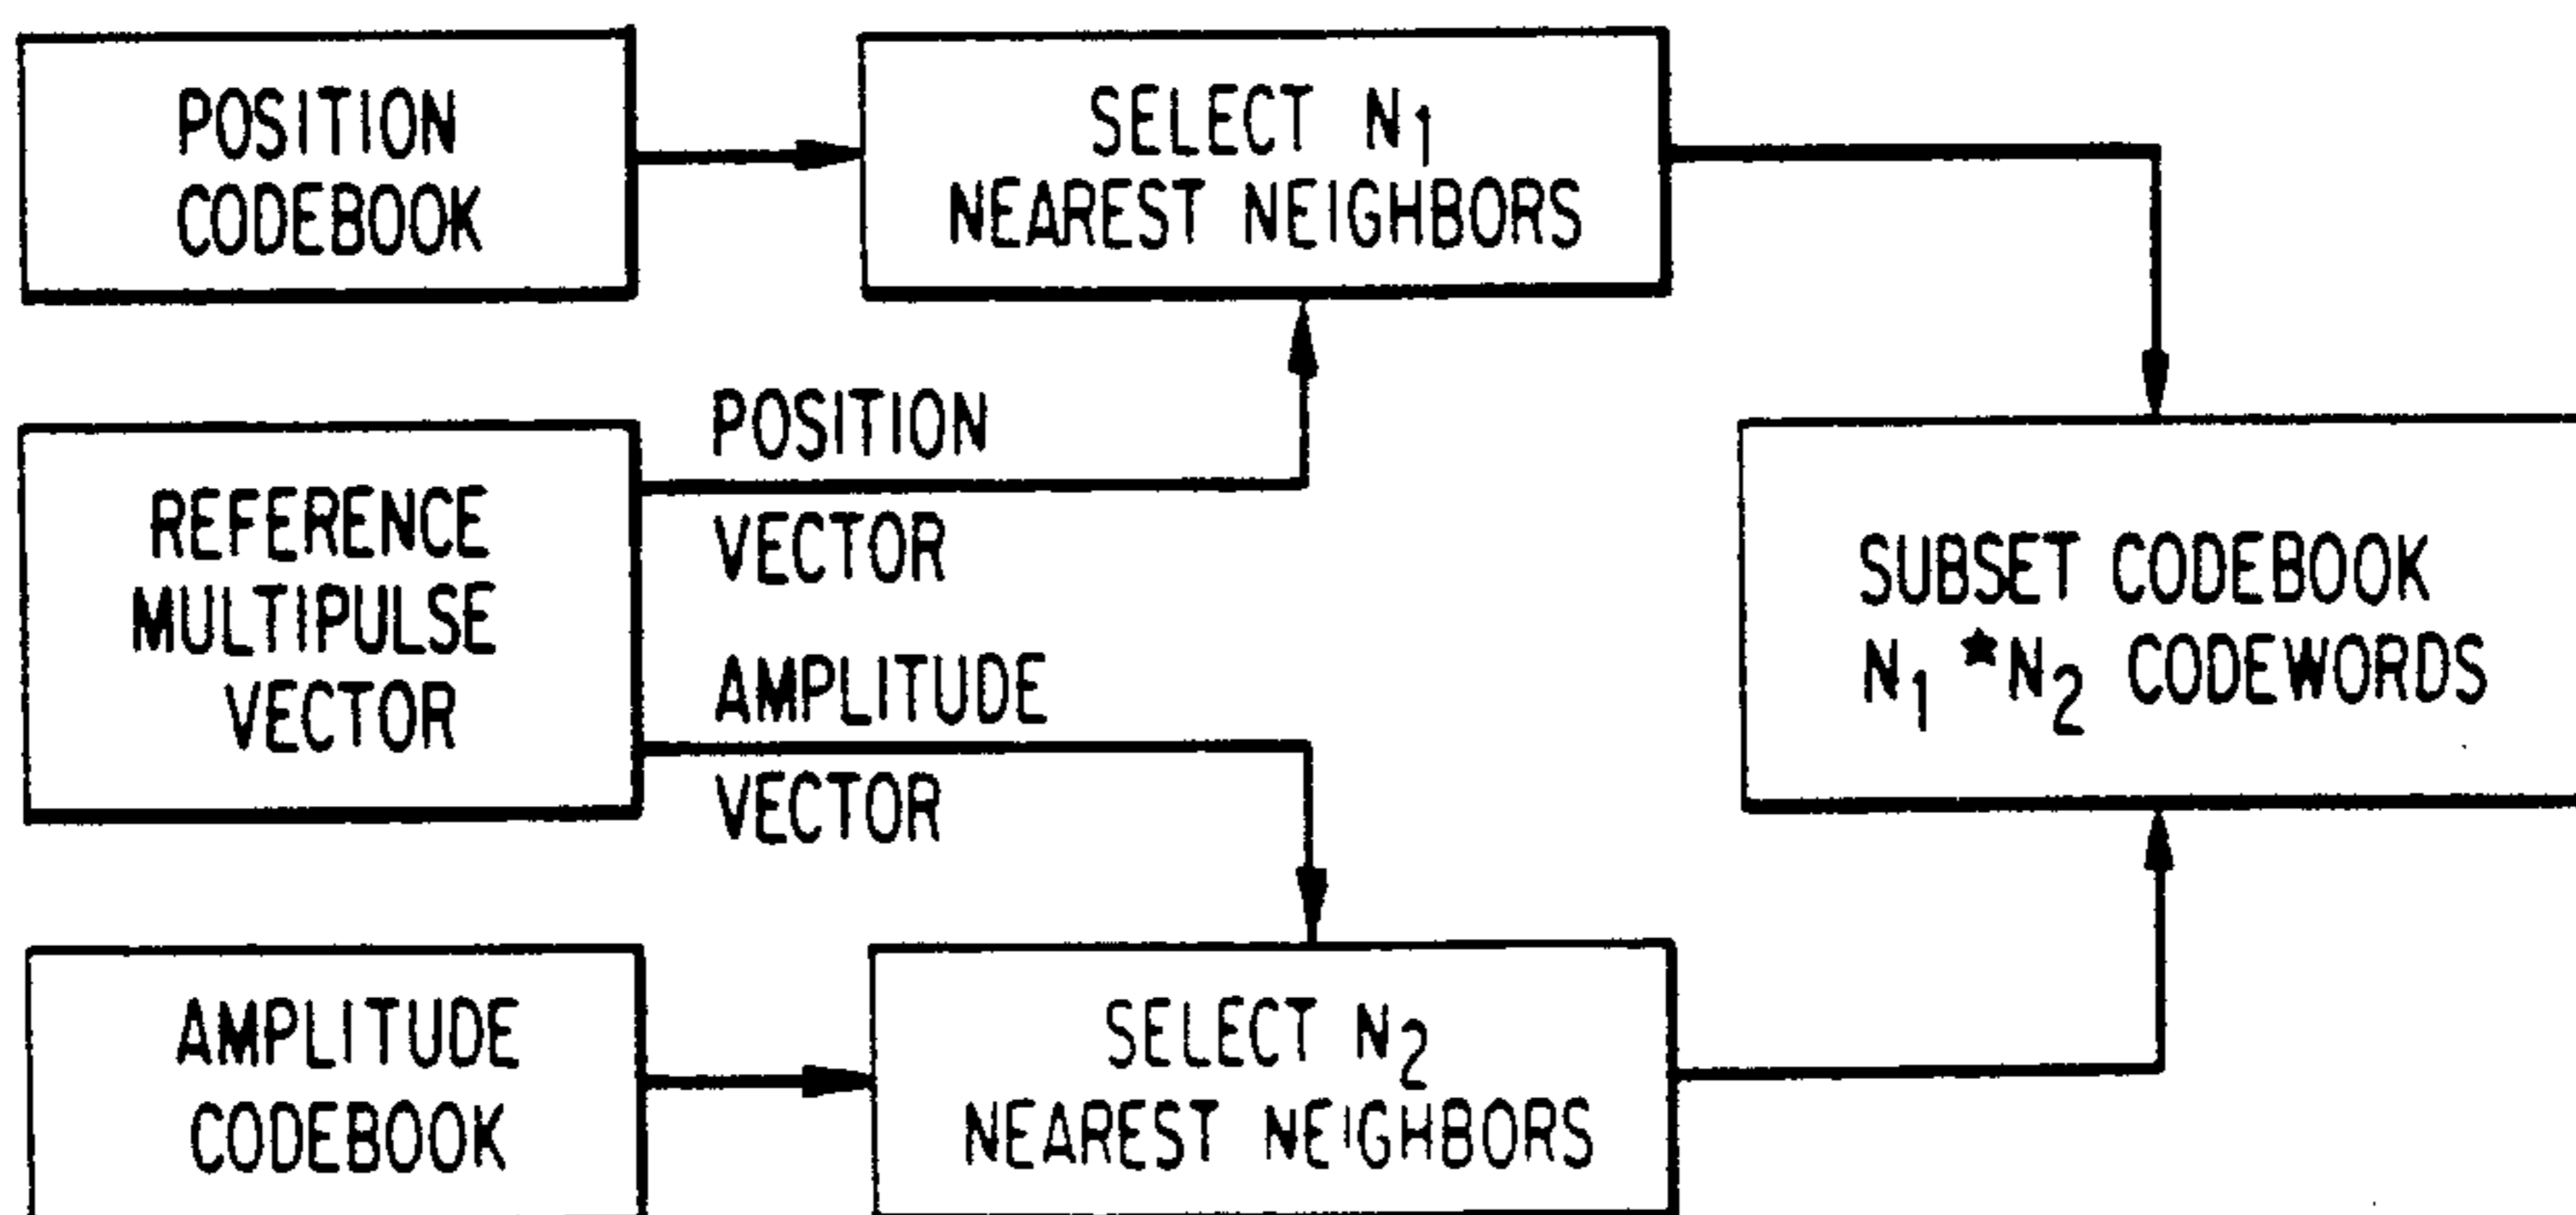 POSITION
CODEBOOK
SELECT N₁
NEAREST NEIGHBORS
POSITION
VECTOR
REFERENCE
MULTIPULSE
VECTOR
AMPLITUDE
VECTOR
SUBSET CODEBOOK
N₁ *N₂ CODEWORDS
AMPLITUDE
CODEBOOK
SELECT N₂
NEAREST NEIGHBORS